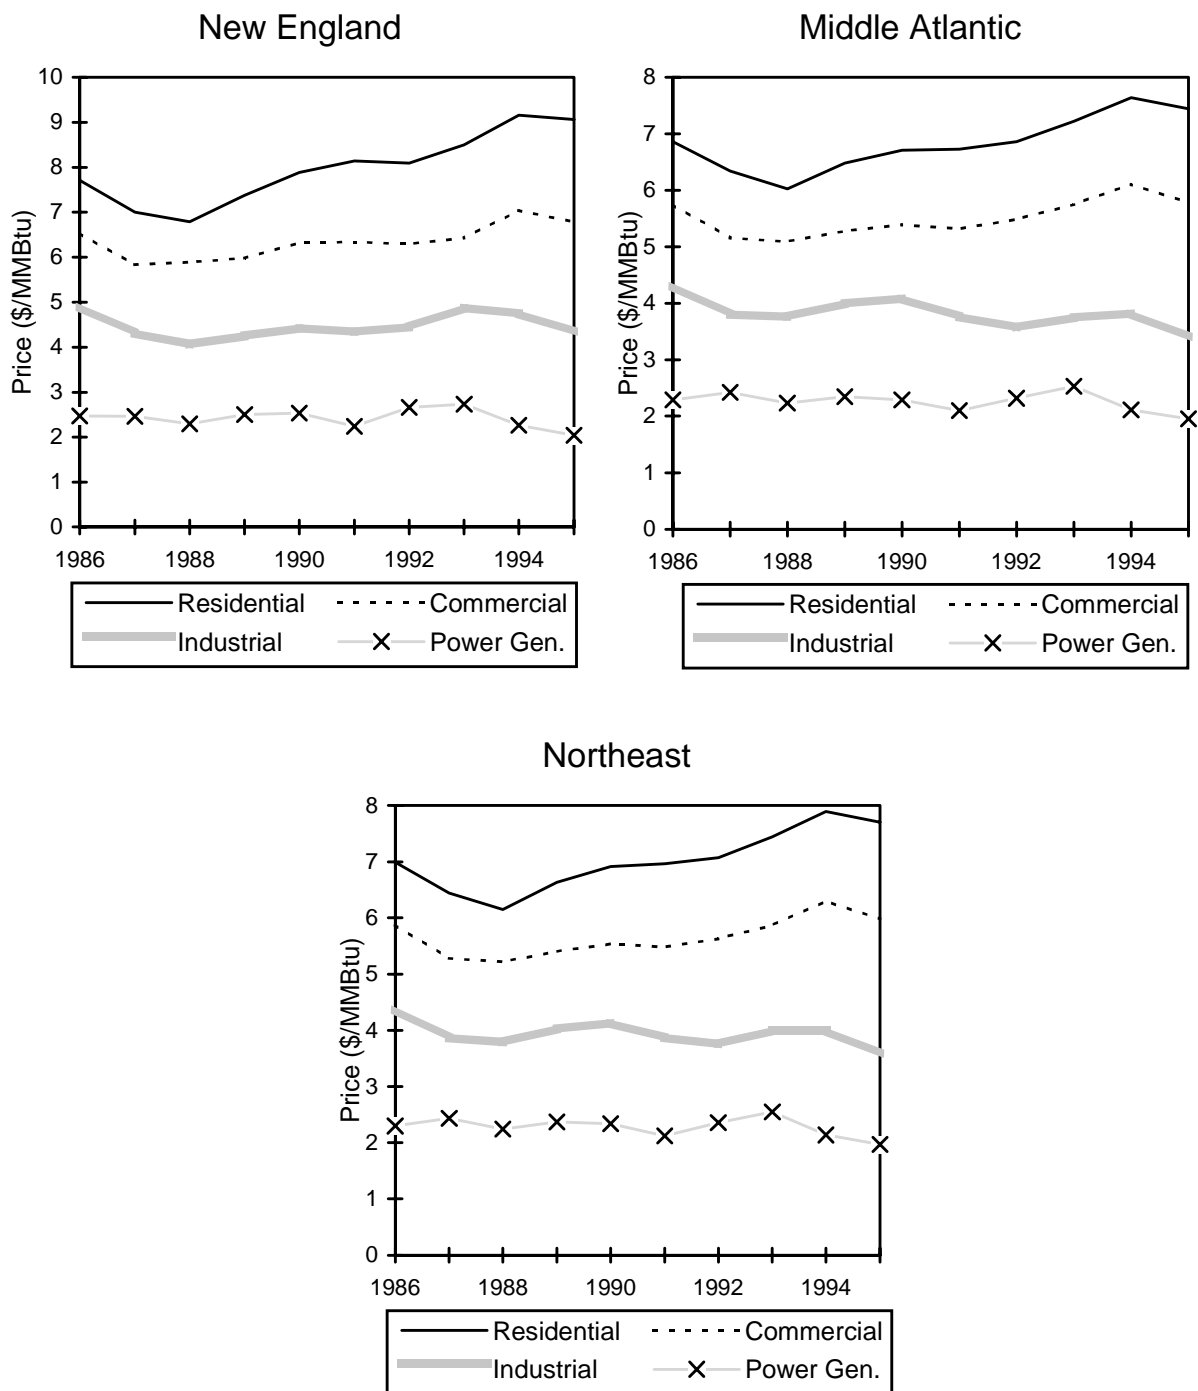 New England
10
9
8
7
6
5
4
3
2
1
0
Price ($/MMBtu)
1986 1988 1990 1992 1994
Residential Commercial
Industrial Power Gen.
Middle Atlantic
8
7
6
5
4
3
2
1
0
Price ($/MMBtu)
1986 1988 1990 1992 1994
Residential Commercial
Industrial Power Gen.
Northeast
8
7
6
5
4
3
2
1
0
Price ($/MMBtu)
1986 1988 1990 1992 1994
Residential Commercial
Industrial Power Gen.